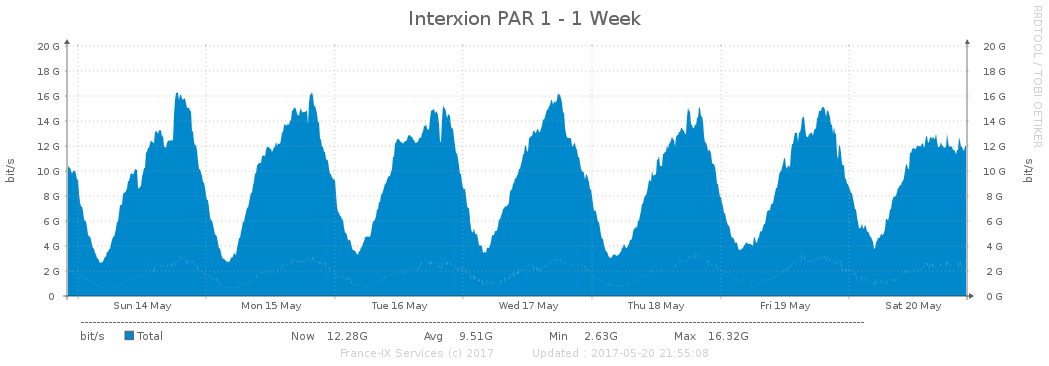 Interxion PAR 1 - 1 Week
RRDTOOL / TOBI OETIKER
20 G 20 G
18 G 18 G
16 G 16 G
14 G 14 G
12 G 12 G
10 G 10 G
8 G 8 G
6 G 6 G
4 G 4 G
2 G 2 G
0 0 G
bit/s bit/s
Sun 14 May Mon 15 May Tue 16 May Wed 17 May Thu 18 May Fri 19 May Sat 20 May
bit/s Total Now 12.28G Avg 9.51G Min 2.63G Max 16.32G
France-IX Services (c) 2017 Updated : 2017-05-20 21:55:08